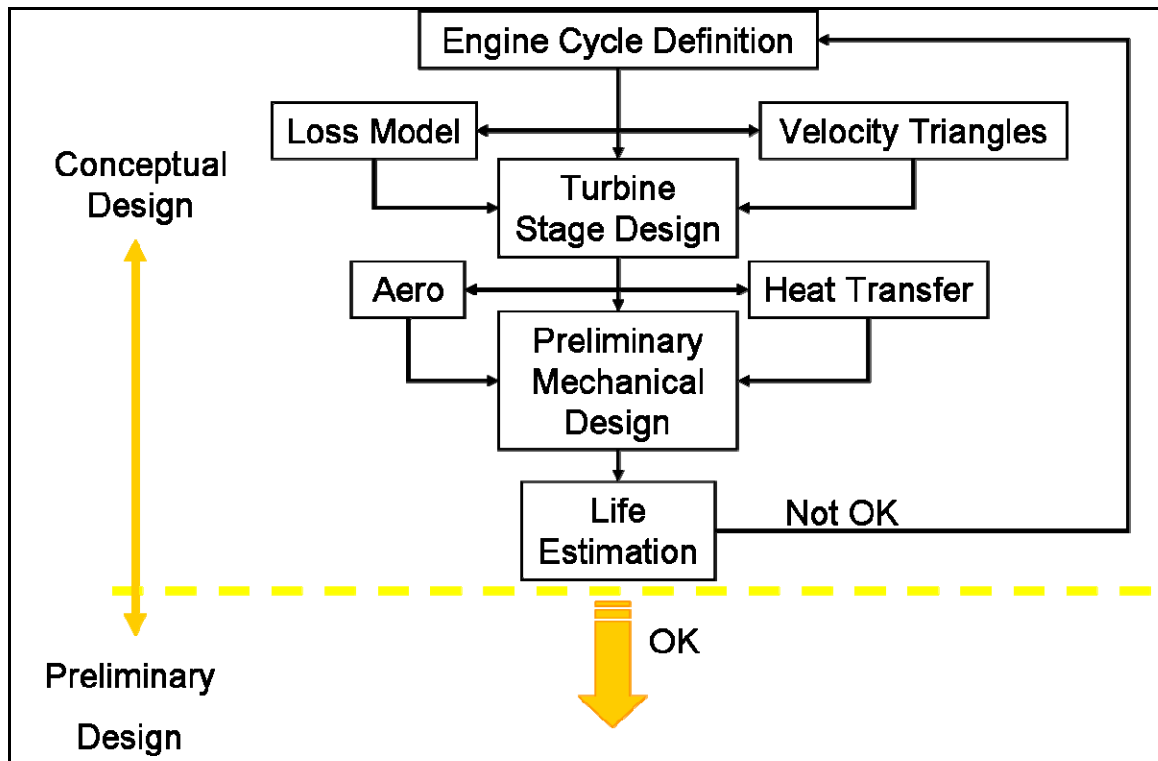 Engine Cycle Definition
Loss Model
Velocity Triangles
Conceptual
Design
Turbine
Stage Design
Aero
Heat Transfer
Preliminary
Mechanical
Design
Life
Estimation
Not OK
OK
Preliminary
Design